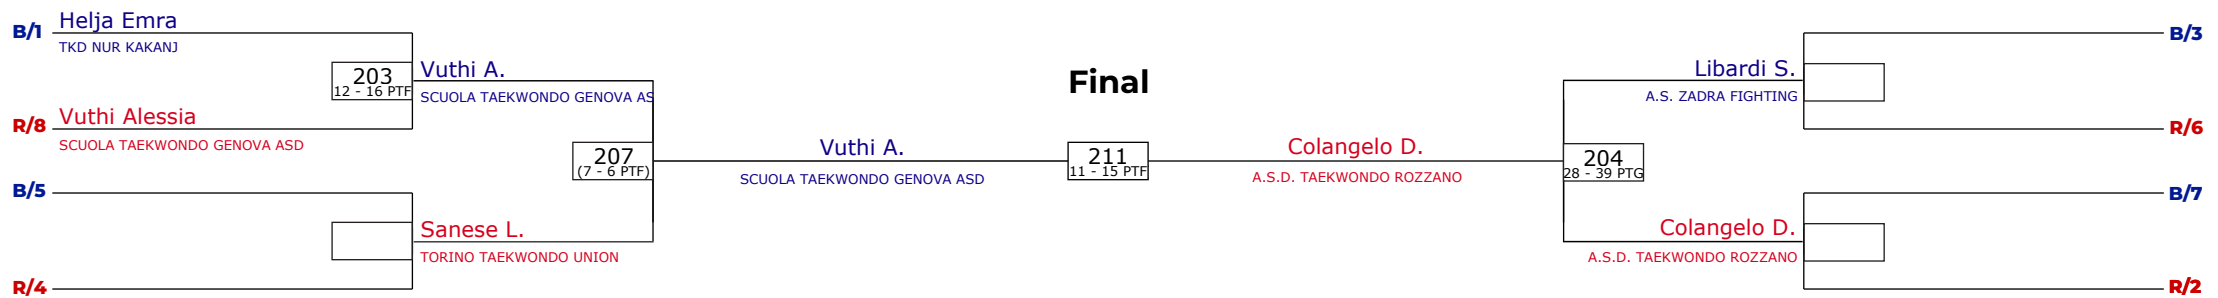 Helja Emra
B/1
TKD NUR KAKANJ
203
12 - 16 PTF
Vuthi A.
SCUOLA TAEKWONDO GENOVA AS
Vuthi Alessia
R/8
SCUOLA TAEKWONDO GENOVA ASD
207
(7 - 6 PTF)
B/5
Sanese L.
TORINO TAEKWONDO UNION
R/4
Final
Vuthi A.
SCUOLA TAEKWONDO GENOVA ASD
211
11 - 15 PTF
Colangelo D.
A.S.D. TAEKWONDO ROZZANO
B/3
Libardi S.
A.S. ZADRA FIGHTING
R/6
204
28 - 39 PTG
B/7
Colangelo D.
A.S.D. TAEKWONDO ROZZANO
R/2